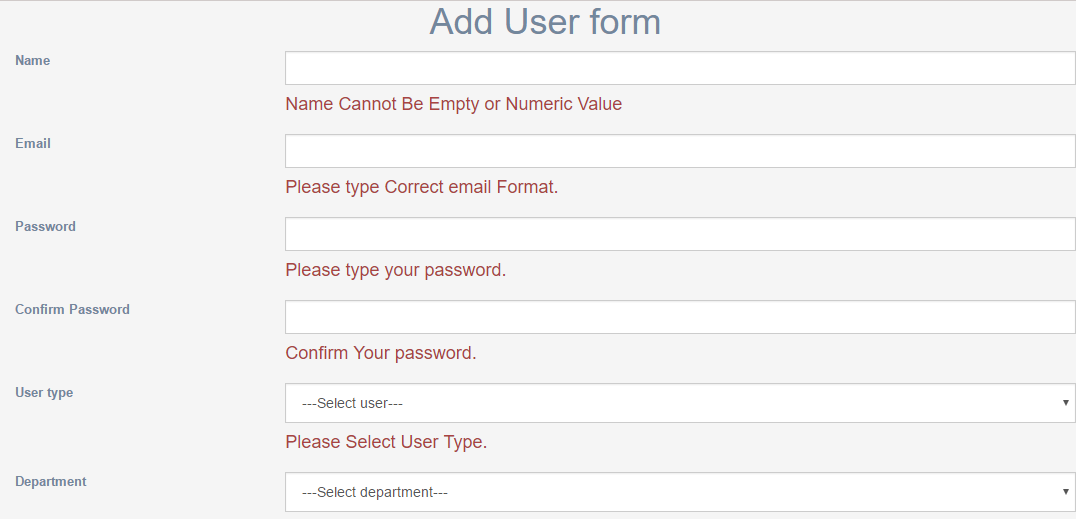 Add User form
Name
Name Cannot Be Empty or Numeric Value
Email
Please type Correct email Format.
Password
Please type your password.
Confirm Password
Confirm Your password.
User type
---Select user---
Please Select User Type.
Department
---Select department---